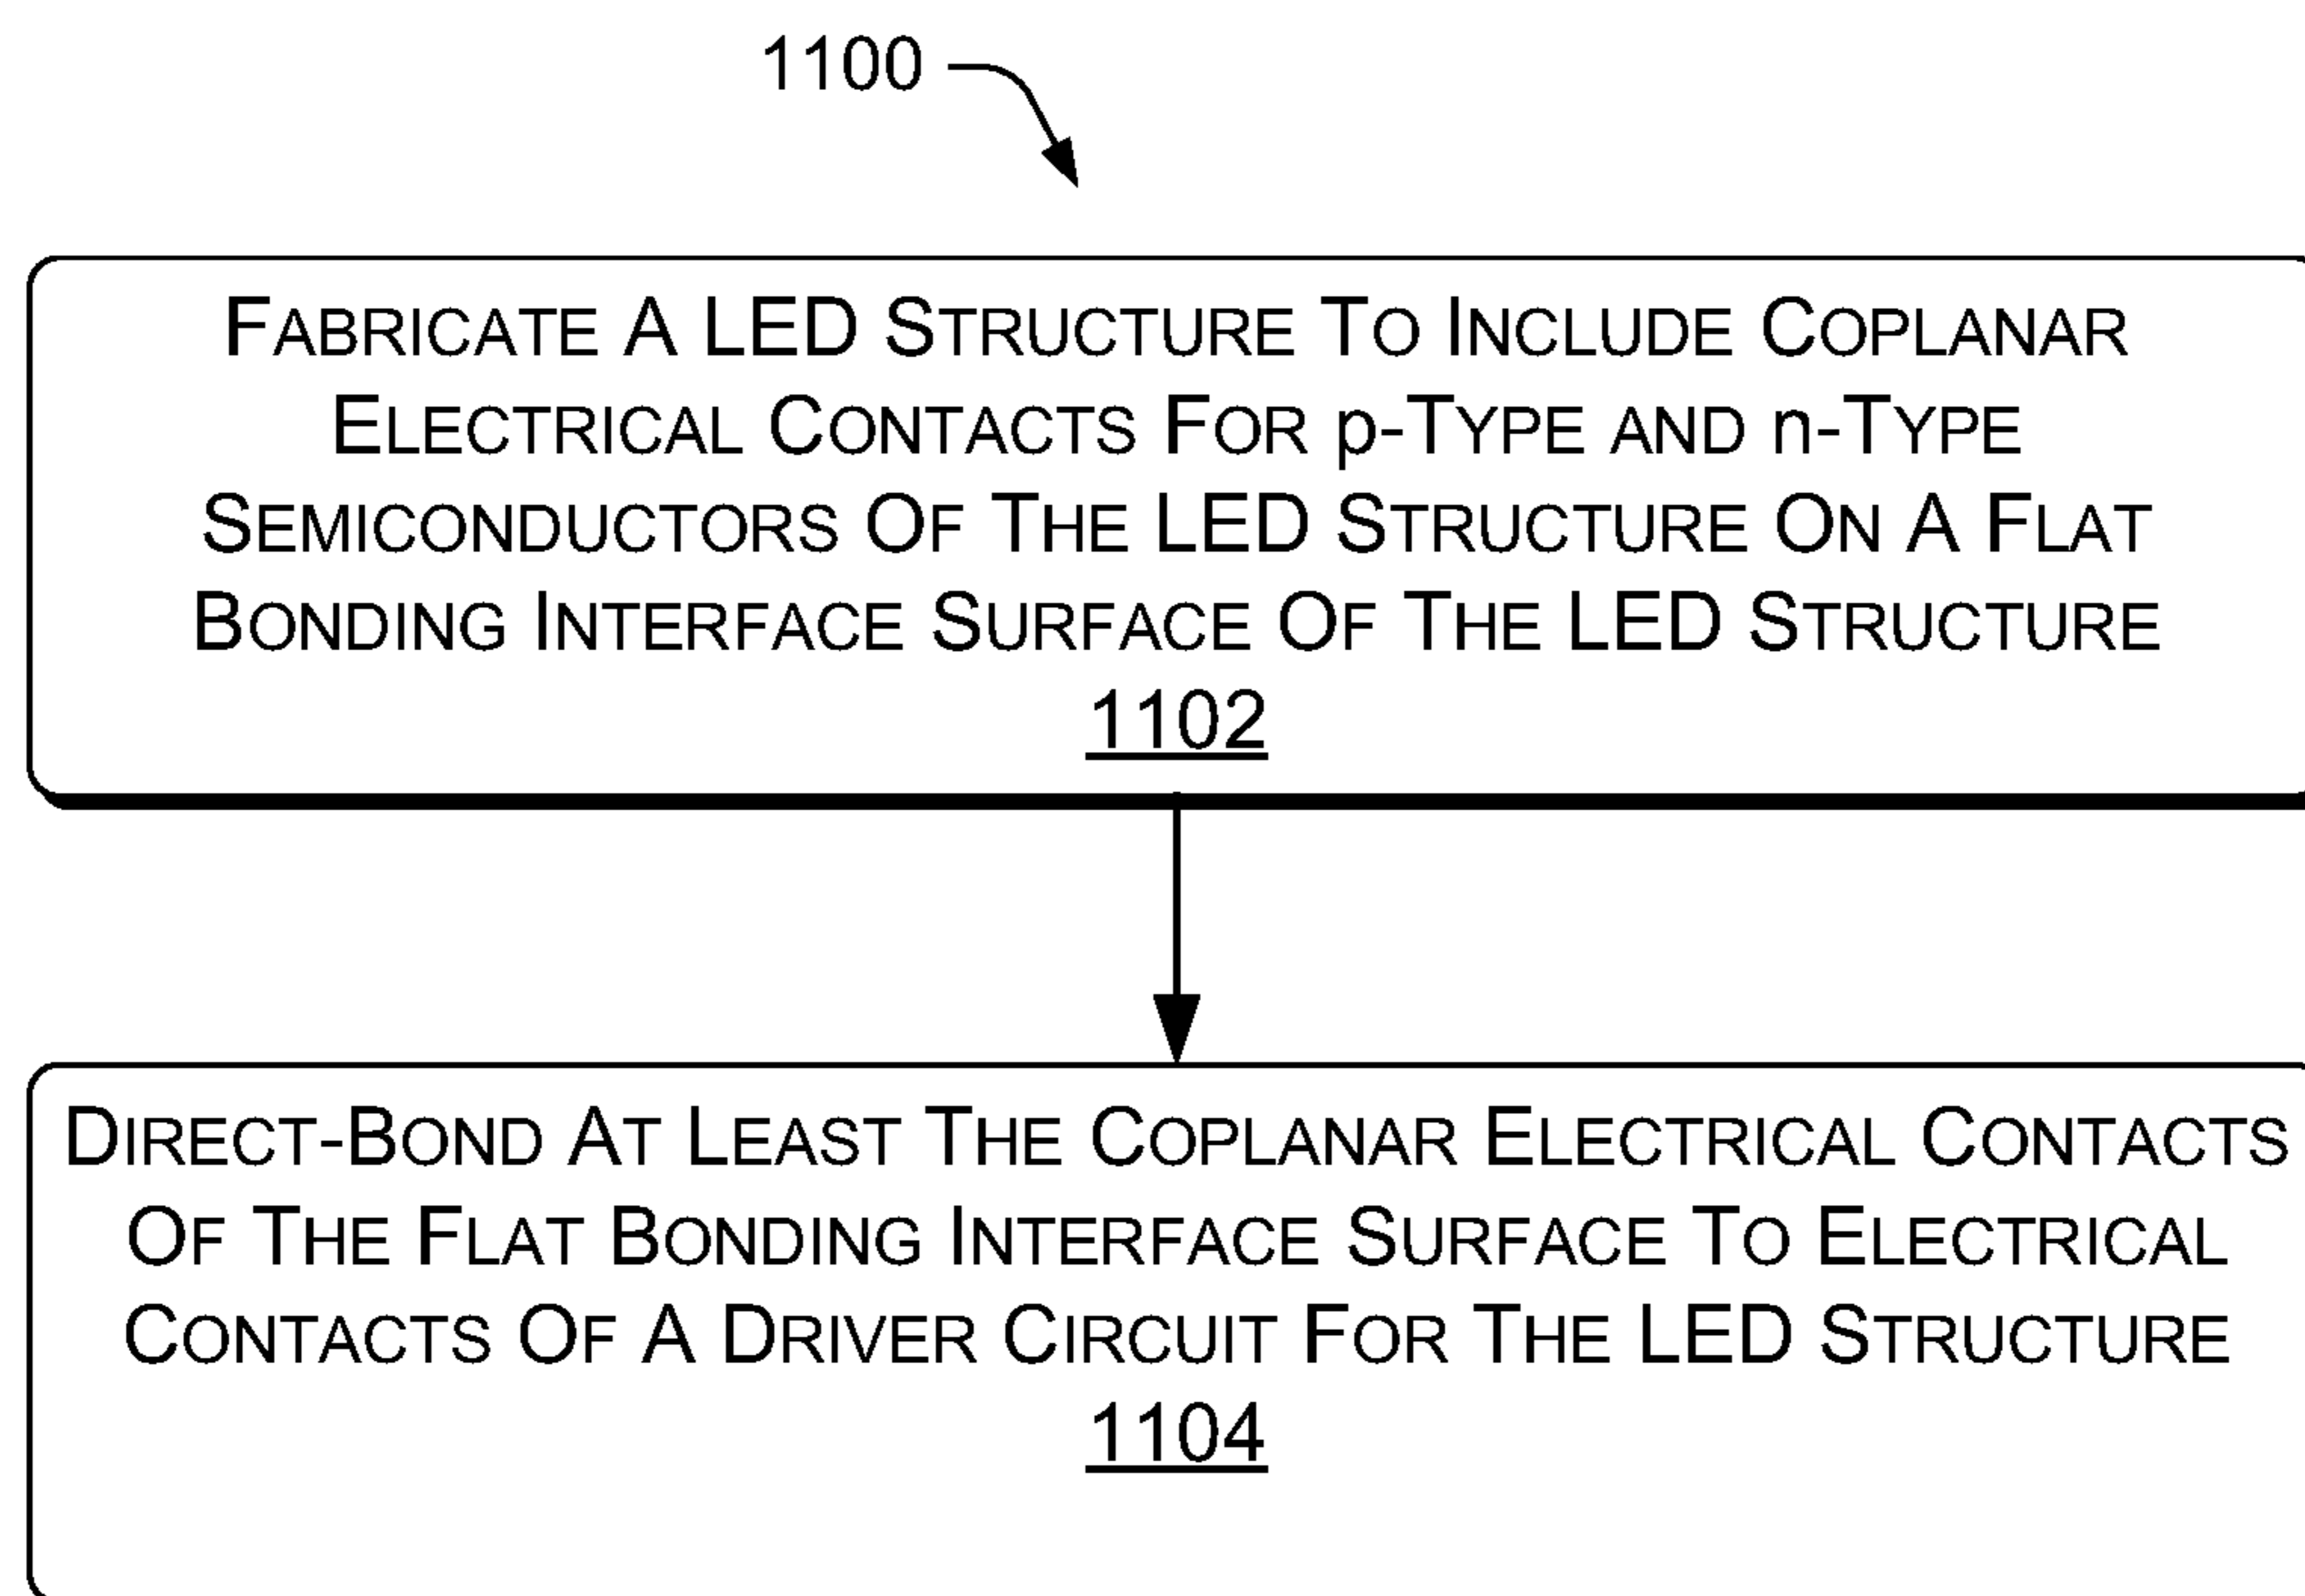 1100
FABRICATE A LED STRUCTURE TO INCLUDE COPLANAR
ELECTRICAL CONTACTS FOR p-TYPE AND n-TYPE
SEMICONDUCTORS OF THE LED STRUCTURE ON A FLAT
BONDING INTERFACE SURFACE OF THE LED STRUCTURE
1102
DIRECT-BOND AT LEAST THE COPLANAR ELECTRICAL CONTACTS
OF THE FLAT BONDING INTERFACE SURFACE TO ELECTRICAL
CONTACTS OF A DRIVER CIRCUIT FOR THE LED STRUCTURE
1104